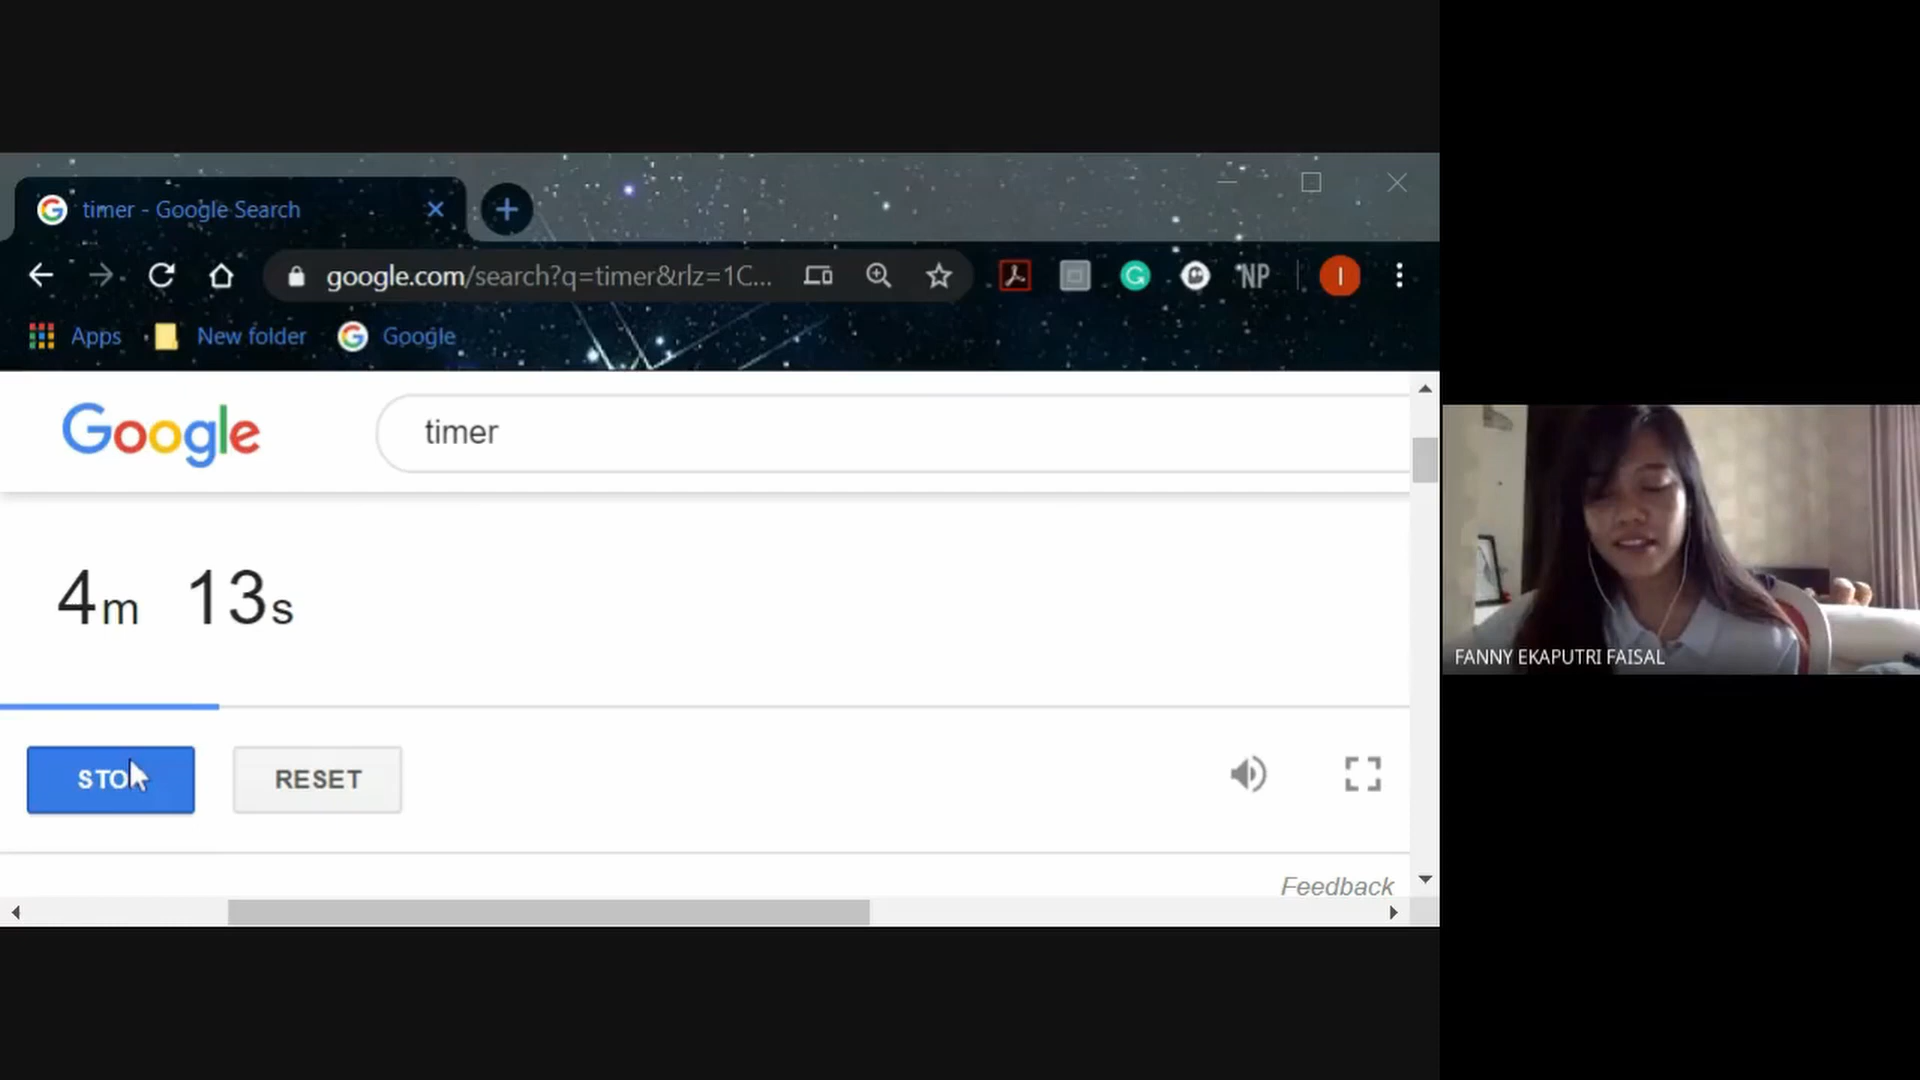 timer - Google Search
google.com/search?q=timer&rlz=1C...
NP
I
Apps
New folder
Google
Google
timer
4m 13s
STO
RESET
Feedback
FANNY EKAPUTRI FAISAL